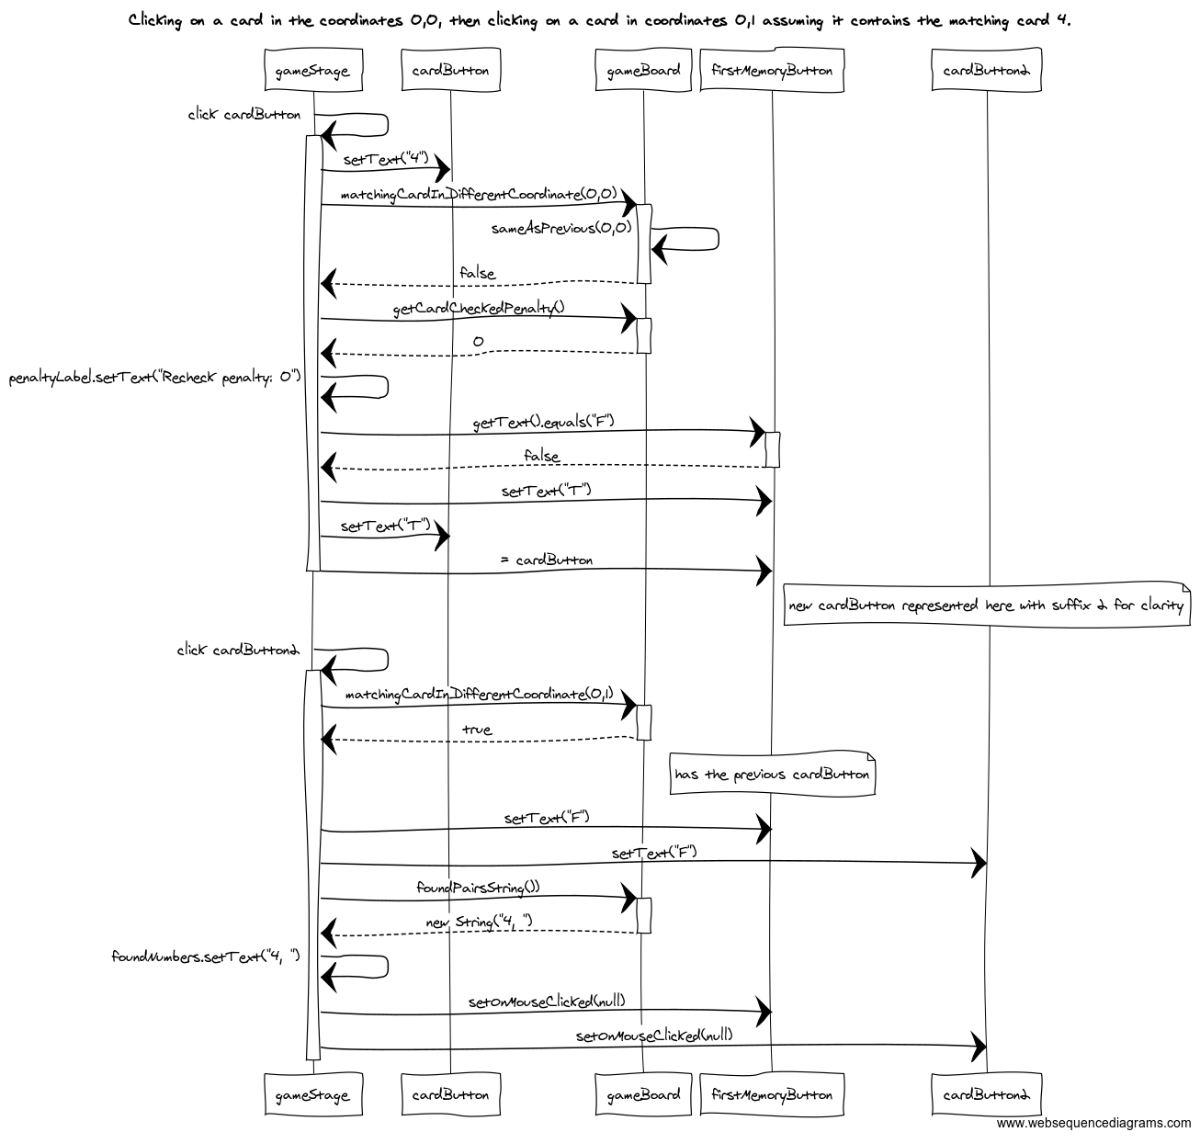 Clicking on a card in the coordinates 0,0, then clicking on a card in coordinates 0,1 assuming it contains the matching card 4.
gameStage
cardButton
gameBoard
firstMemoryButton
cardButton2
click cardButton
setText("4")
matchingCardInDifferentCoordinate(0,0)
sameAsPrevious(0,0)
false
getCardCheckedPenalty()
0
penaltyLabel.setText("Recheck penalty: 0")
getText().equals("F")
false
setText("T")
setText("T")
= cardButton
new cardButton represented here with suffix 2 for clarity
click cardButton2
matchingCardInDifferentCoordinate(0,1)
true
has the previous cardButton
setText("F")
setText("F")
foundPairsString())
new String("4, ")
foundNumbers.setText("4, ")
setOnMouseClicked(null)
setOnMouseClicked(null)
gameStage
cardButton
gameBoard
firstMemoryButton
cardButton2
www.websequencediagrams.com